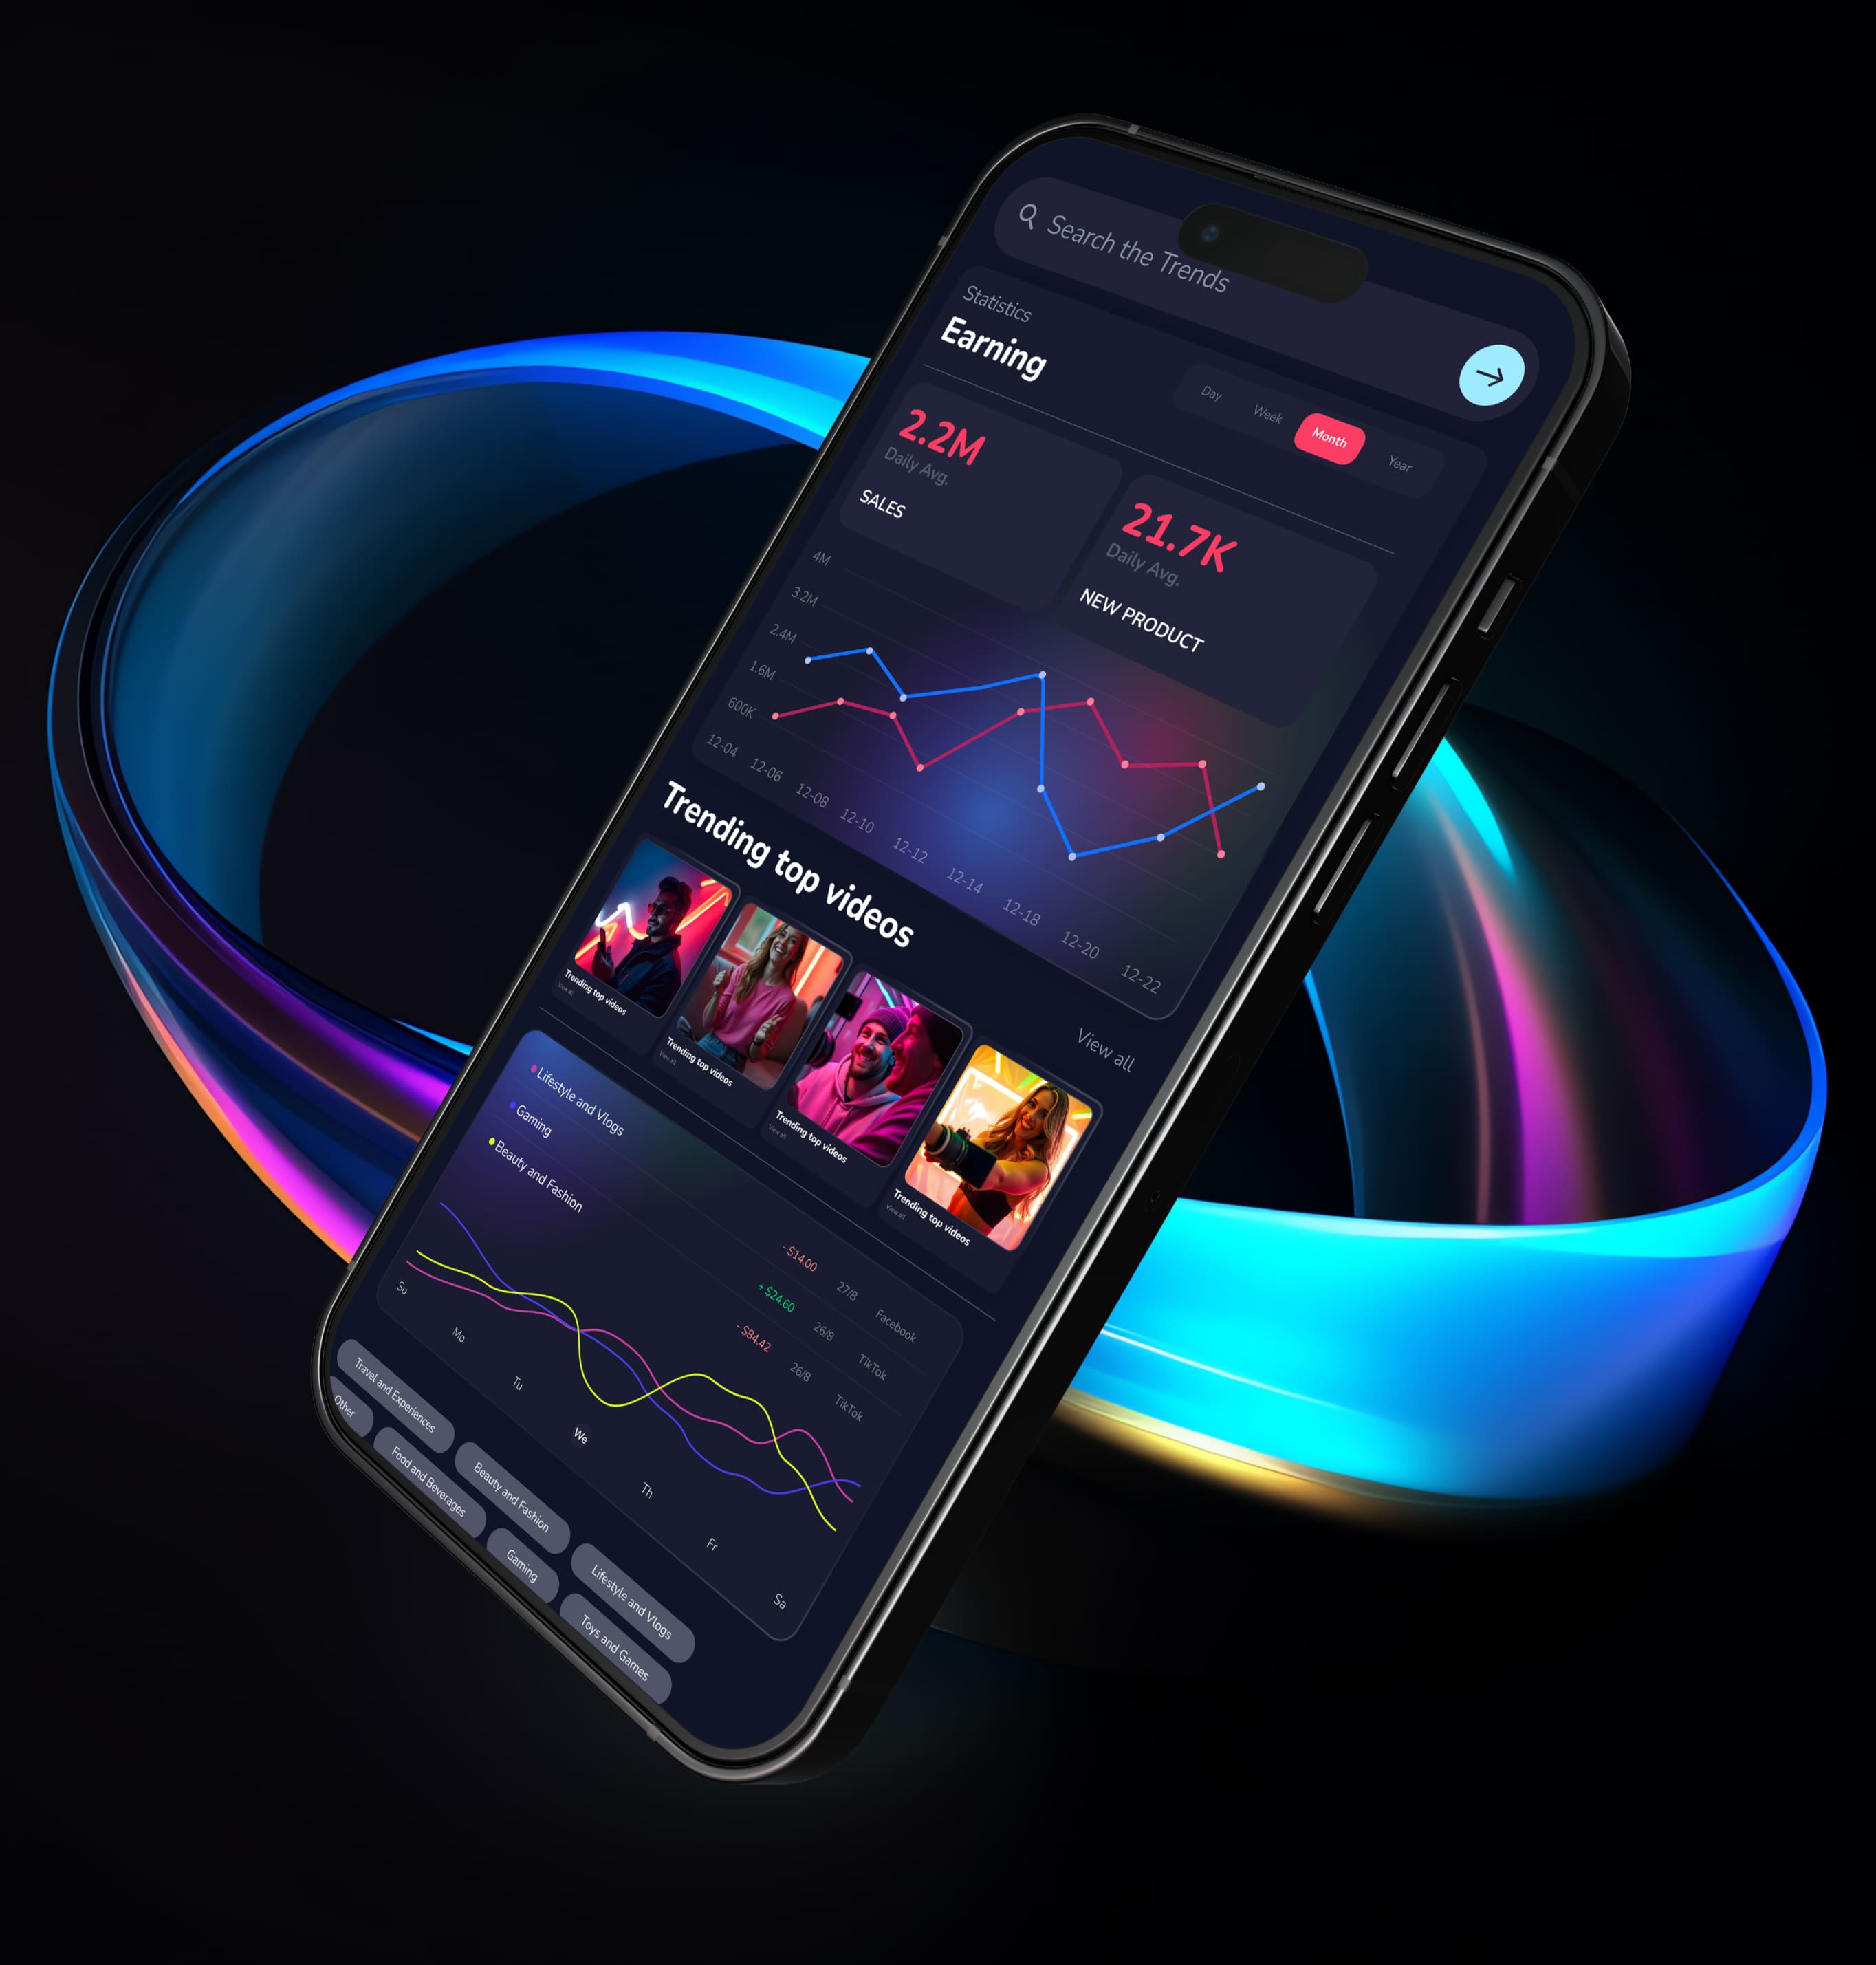 Search the Trends
Statistics
Earning
Day Week Month Year
2.2M
Daily Avg.
SALES
21.7K
Daily Avg.
NEW PRODUCT
4M
3.2M
2.4M
1.6M
600K
12-04 12-06 12-08 12-10 12-12 12-14 12-18 12-20 12-22
Trending top videos
View all
Trending top videos
View all
Trending top videos
View all
Trending top videos
View all
Trending top videos
View all
Lifestyle and Vlogs - $14.00 27/8 Facebook
Gaming + $24.60 26/8 TikTok
Beauty and Fashion - $84.42 26/8 TikTok
Su Mo Tu We Th Fr Sa
Travel and Experiences Beauty and Fashion Lifestyle and Vlogs
Other Food and Beverages Gaming Toys and Games